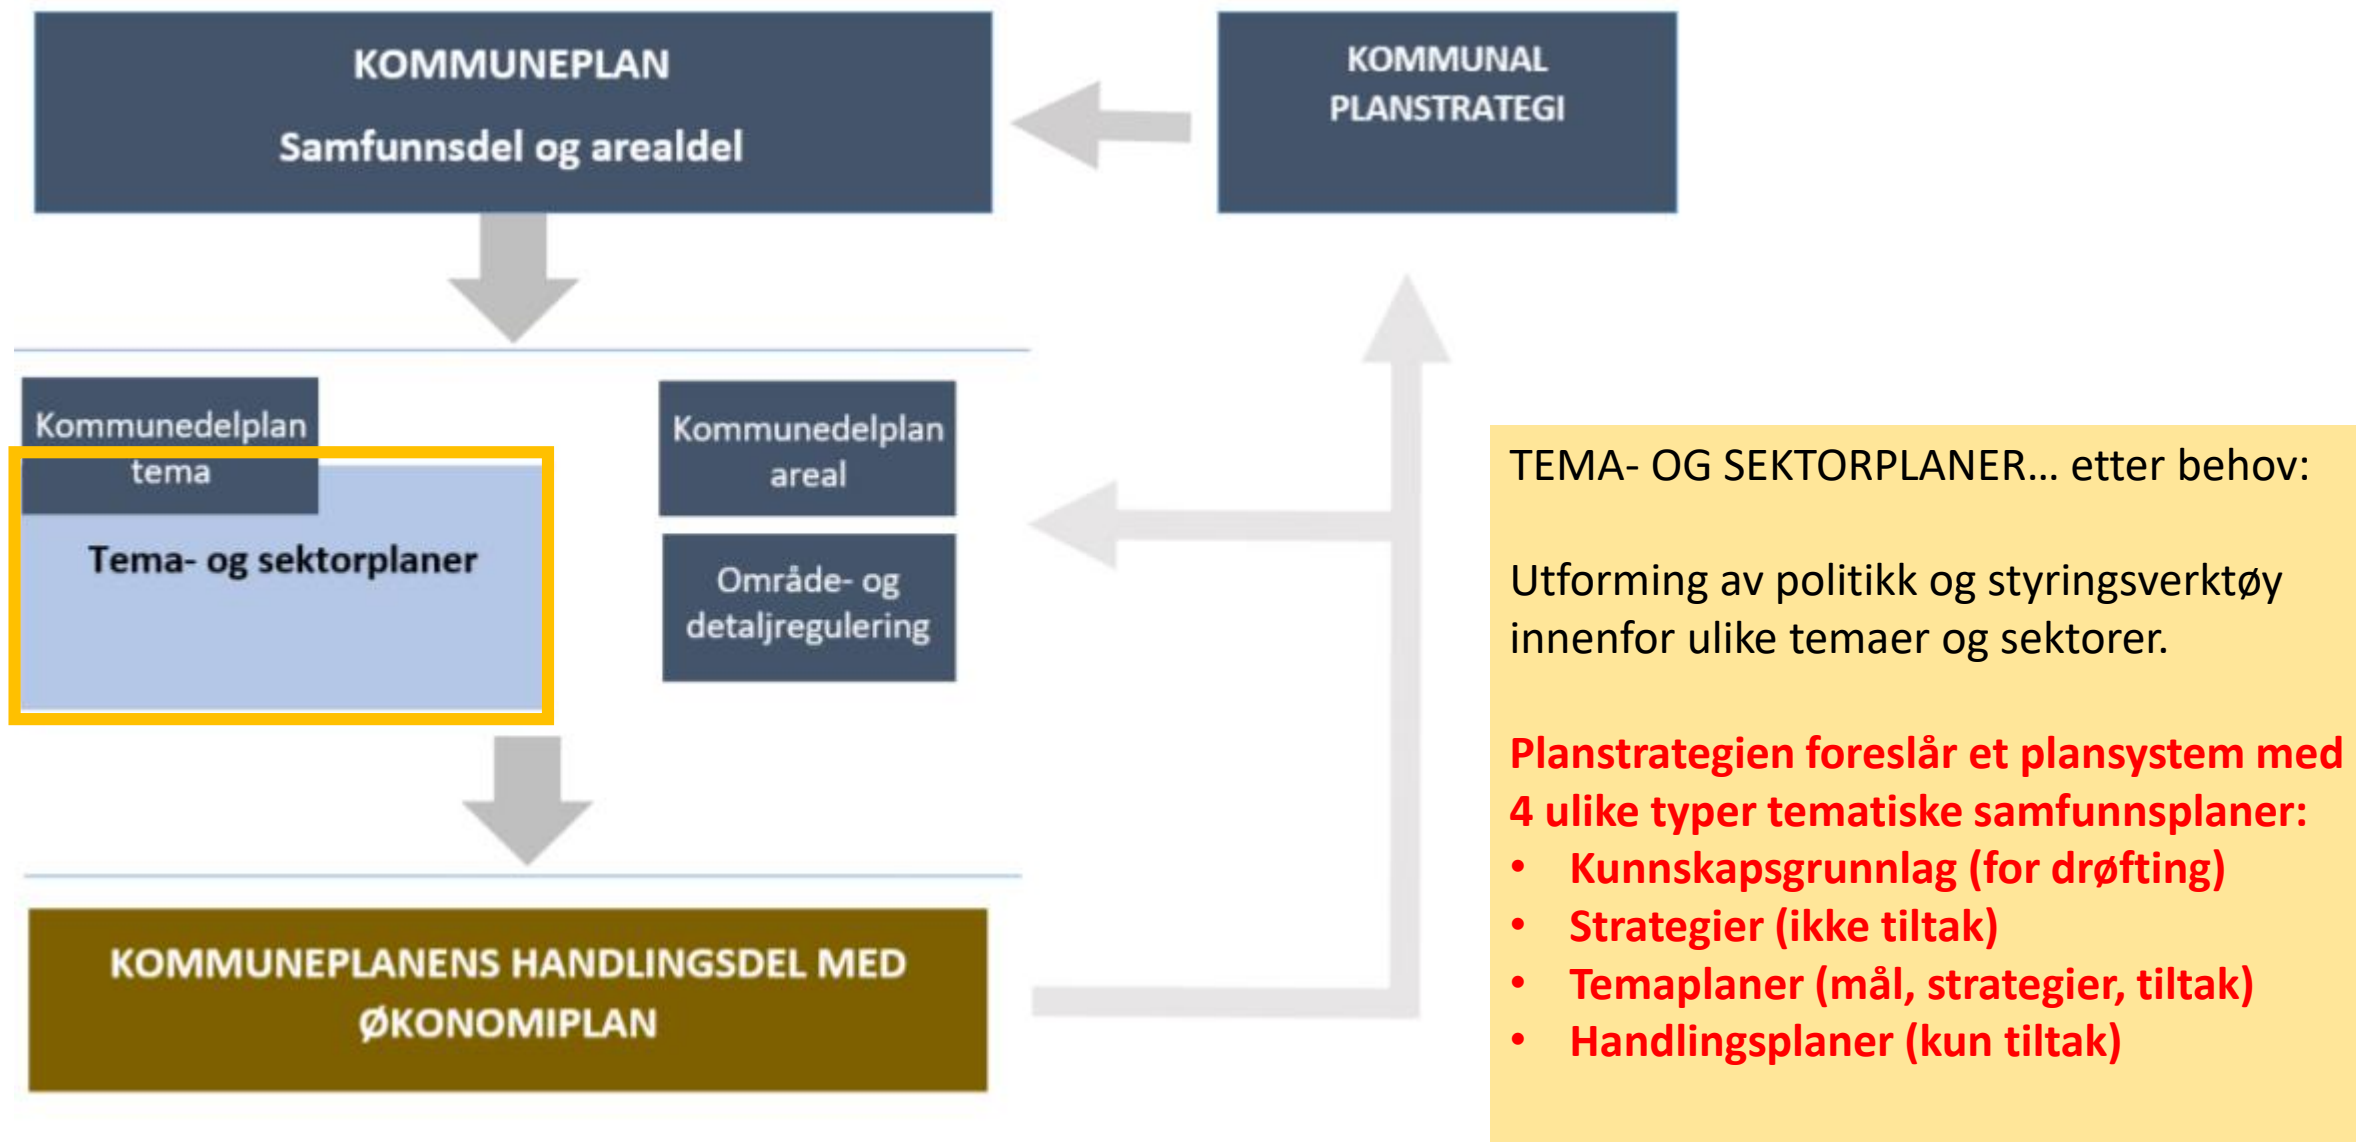 KOMMUNEPLAN
Samfunnsdel og arealdel
KOMMUNAL
PLANSTRATEGI
Kommunedelplan
tema
Tema- og sektorplaner
Kommunedelplan
areal
Område- og
detaljregulering
KOMMUNEPLANENS HANDLINGSDEL MED
ØKONOMIPLAN
TEMA- OG SEKTORPLANER... etter behov:
Utforming av politikk og styringsverktøy
innenfor ulike temaer og sektorer.
Planstrategien foreslår et plansystem med
4 ulike typer tematiske samfunnsplaner:
• Kunnskapsgrunnlag (for drøfting)
• Strategier (ikke tiltak)
• Temaplaner (mål, strategier, tiltak)
• Handlingsplaner (kun tiltak)